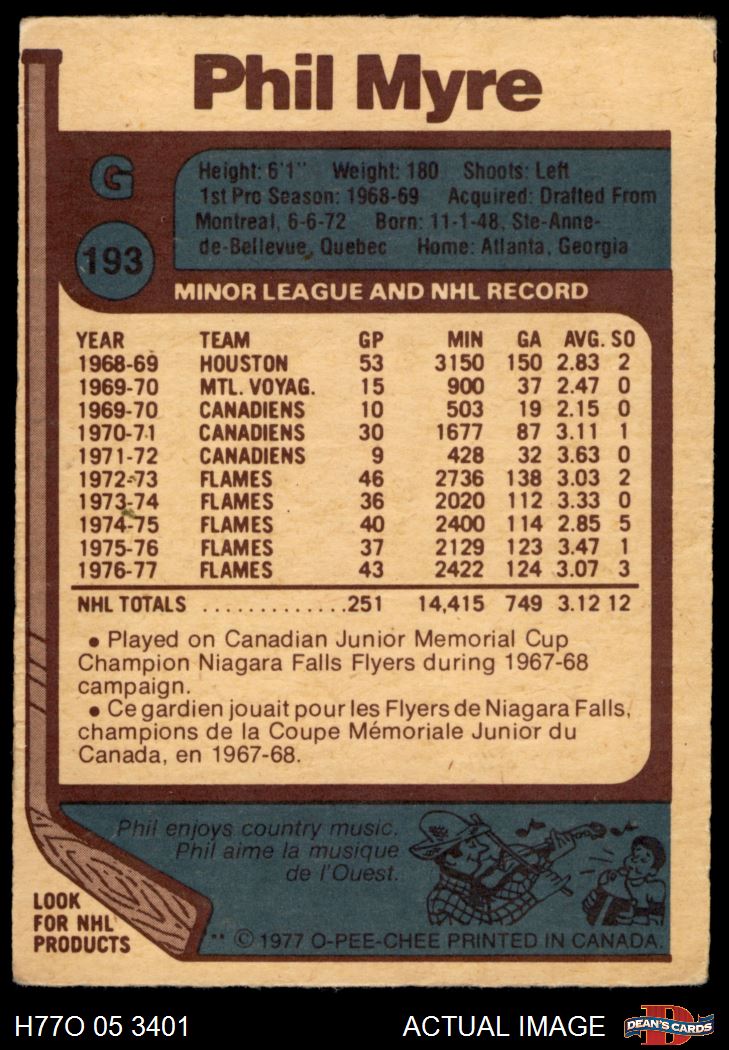 Phil Myre
G
193
Height: 6'1" Weight: 180 Shoots: Left
1st Pro Season: 1968-69 Acquired: Drafted From
Montreal, 6-6-72 Born: 11-1-48, Ste-Anne-
de-Bellevue, Quebec Home: Atlanta, Georgia
MINOR LEAGUE AND NHL RECORD
YEAR TEAM GP MIN GA AVG. SO
1968-69 HOUSTON 53 3150 150 2.83 2
1969-70 MTL. VOYAG. 15 900 37 2.47 0
1969-70 CANADIENS 10 503 19 2.15 0
1970-71 CANADIENS 30 1677 87 3.11 1
1971-72 CANADIENS 9 428 32 3.63 0
1972-73 FLAMES 46 2736 138 3.03 2
1973-74 FLAMES 36 2020 112 3.33 0
1974-75 FLAMES 40 2400 114 2.85 5
1975-76 FLAMES 37 2129 123 3.47 1
1976-77 FLAMES 43 2422 124 3.07 3
NHL TOTALS .............251 14,415 749 3.12 12
• Played on Canadian Junior Memorial Cup
Champion Niagara Falls Flyers during 1967-68
campaign.
• Ce gardien jouait pour les Flyers de Niagara Falls,
champions de la Coupe Mémoriale Junior du
Canada, en 1967-68.
Phil enjoys country music.
Phil aime la musique
de l'Ouest.
LOOK
FOR NHL
PRODUCTS
** © 1977 O-PEE-CHEE PRINTED IN CANADA.
H77O 05 3401 ACTUAL IMAGE
D
DEAN'S CARDS